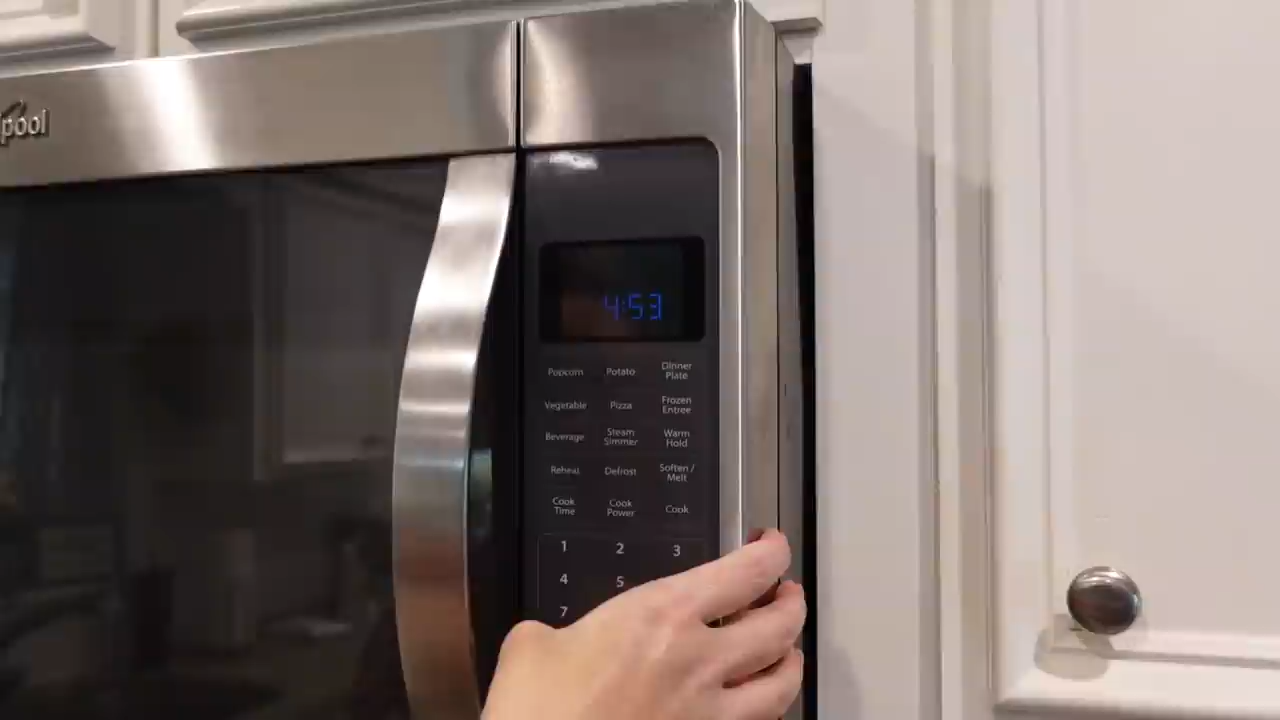 pool
4:53
Popcorn Potato Dinner Plate
Vegetable Pizza Frozen Entree
Beverage Steam Simmer Warm Hold
Reheat Defrost Soften / Melt
Cook Time Cook Power Cook
1 2 3
4 5
7